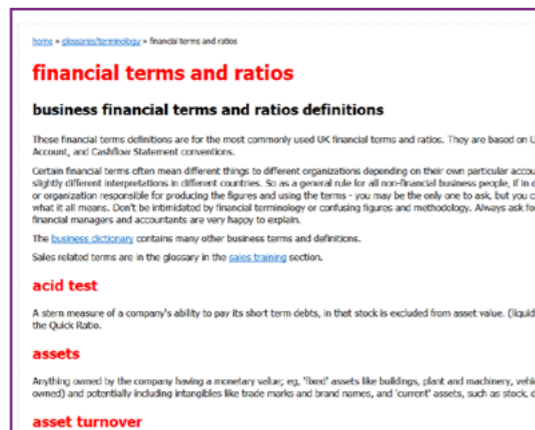 home » glossaries/terminology » financial terms and ratios
financial terms and ratios
business financial terms and ratios definitions
These financial terms definitions are for the most commonly used UK financial terms and ratios. They are based on U
Account, and Cashflow Statement conventions.
Certain financial terms often mean different things to different organizations depending on their own particular accou
slightly different interpretations in different countries. So as a general rule for all non-financial business people, if in d
or organization responsible for producing the figures and using the terms - you may be the only one to ask, but you c
what it all means. Don't be intimidated by financial terminology or confusing figures and methodology. Always ask fo
financial managers and accountants are very happy to explain.
The business dictionary contains many other business terms and definitions.
Sales related terms are in the glossary in the sales training section.
acid test
A stern measure of a company's ability to pay its short term debts, in that stock is excluded from asset value. (liquid
the Quick Ratio.
assets
Anything owned by the company having a monetary value; eg, 'fixed' assets like buildings, plant and machinery, vehi
owned) and potentially including intangibles like trade marks and brand names, and 'current' assets, such as stock, d
asset turnover